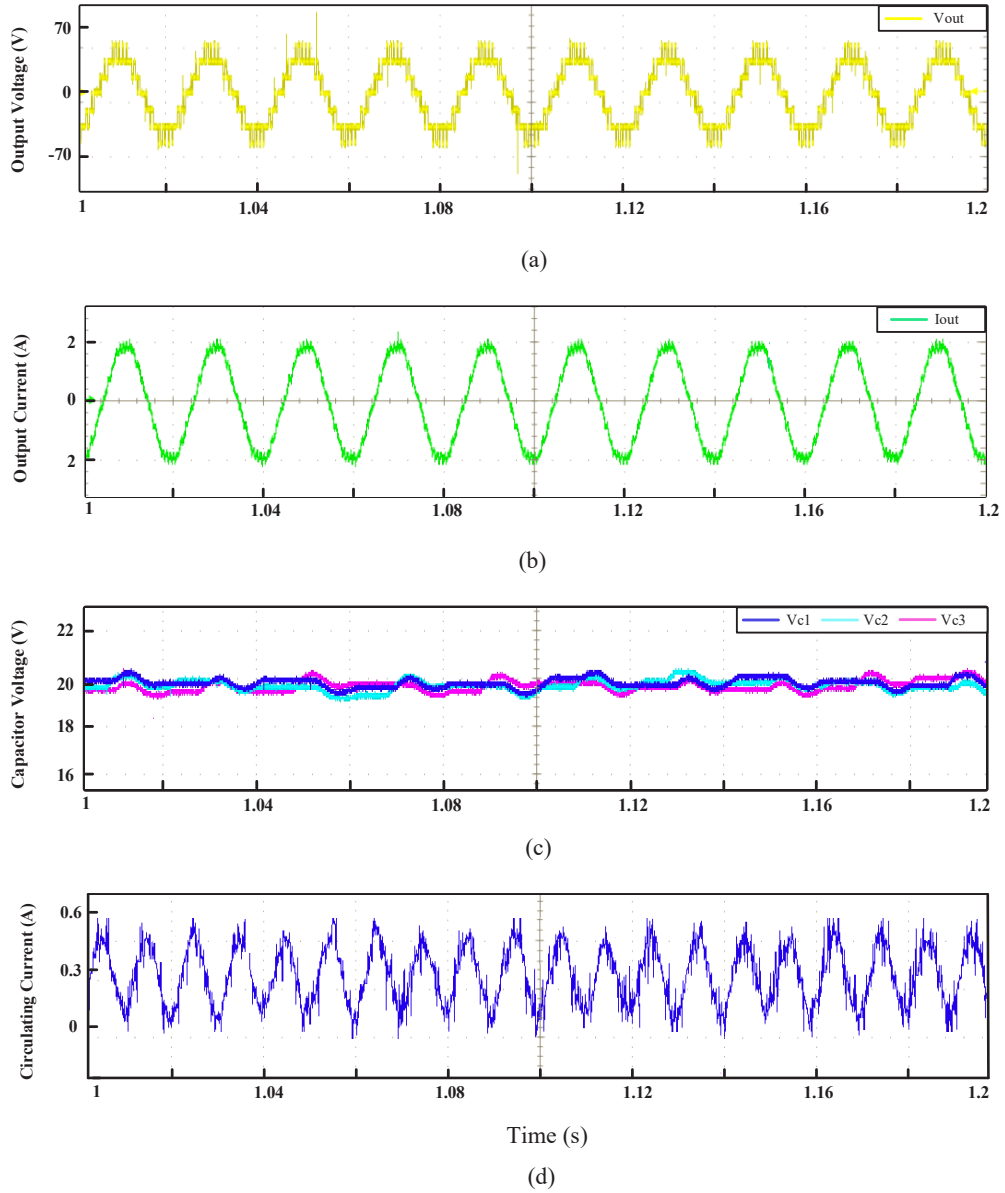 Output Voltage (V)
70
0
-70
Vout
1 1.04 1.08 1.12 1.16 1.2
(a)
Output Current (A)
2
0
2
Iout
1 1.04 1.08 1.12 1.16 1.2
(b)
Capacitor Voltage (V)
22
20
18
16
Vc1 Vc2 Vc3
1 1.04 1.08 1.12 1.16 1.2
(c)
Circulating Current (A)
0.6
0.3
0
1 1.04 1.08 1.12 1.16 1.2
Time (s)
(d)